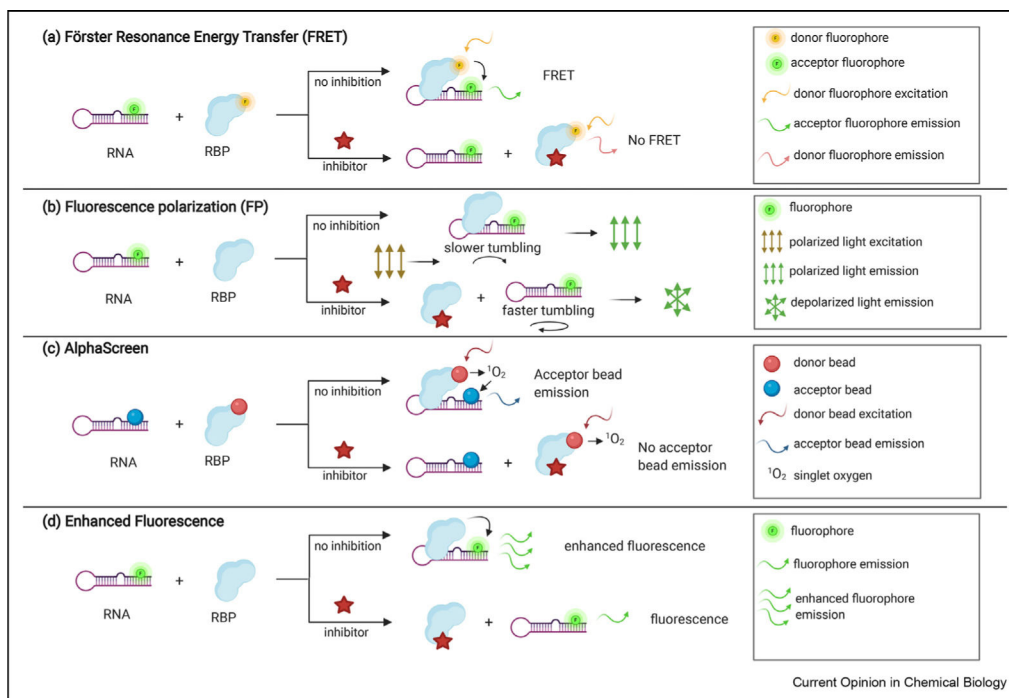 (a) Förster Resonance Energy Transfer (FRET)
no inhibition
FRET
RNA
+
RBP
inhibitor
+
No FRET
F donor fluorophore
F acceptor fluorophore
donor fluorophore excitation
acceptor fluorophore emission
donor fluorophore emission
(b) Fluorescence polarization (FP)
no inhibition
slower tumbling
RNA
+
RBP
inhibitor
+
faster tumbling
F fluorophore
polarized light excitation
polarized light emission
depolarized light emission
(c) AlphaScreen
no inhibition
¹O₂
Acceptor bead
emission
RNA
+
RBP
inhibitor
+
¹O₂
No acceptor
bead emission
donor bead
acceptor bead
donor bead excitation
acceptor bead emission
¹O₂ singlet oxygen
(d) Enhanced Fluorescence
no inhibition
enhanced fluorescence
RNA
+
RBP
inhibitor
+
fluorescence
F fluorophore
fluorophore emission
enhanced fluorophore
emission
Current Opinion in Chemical Biology